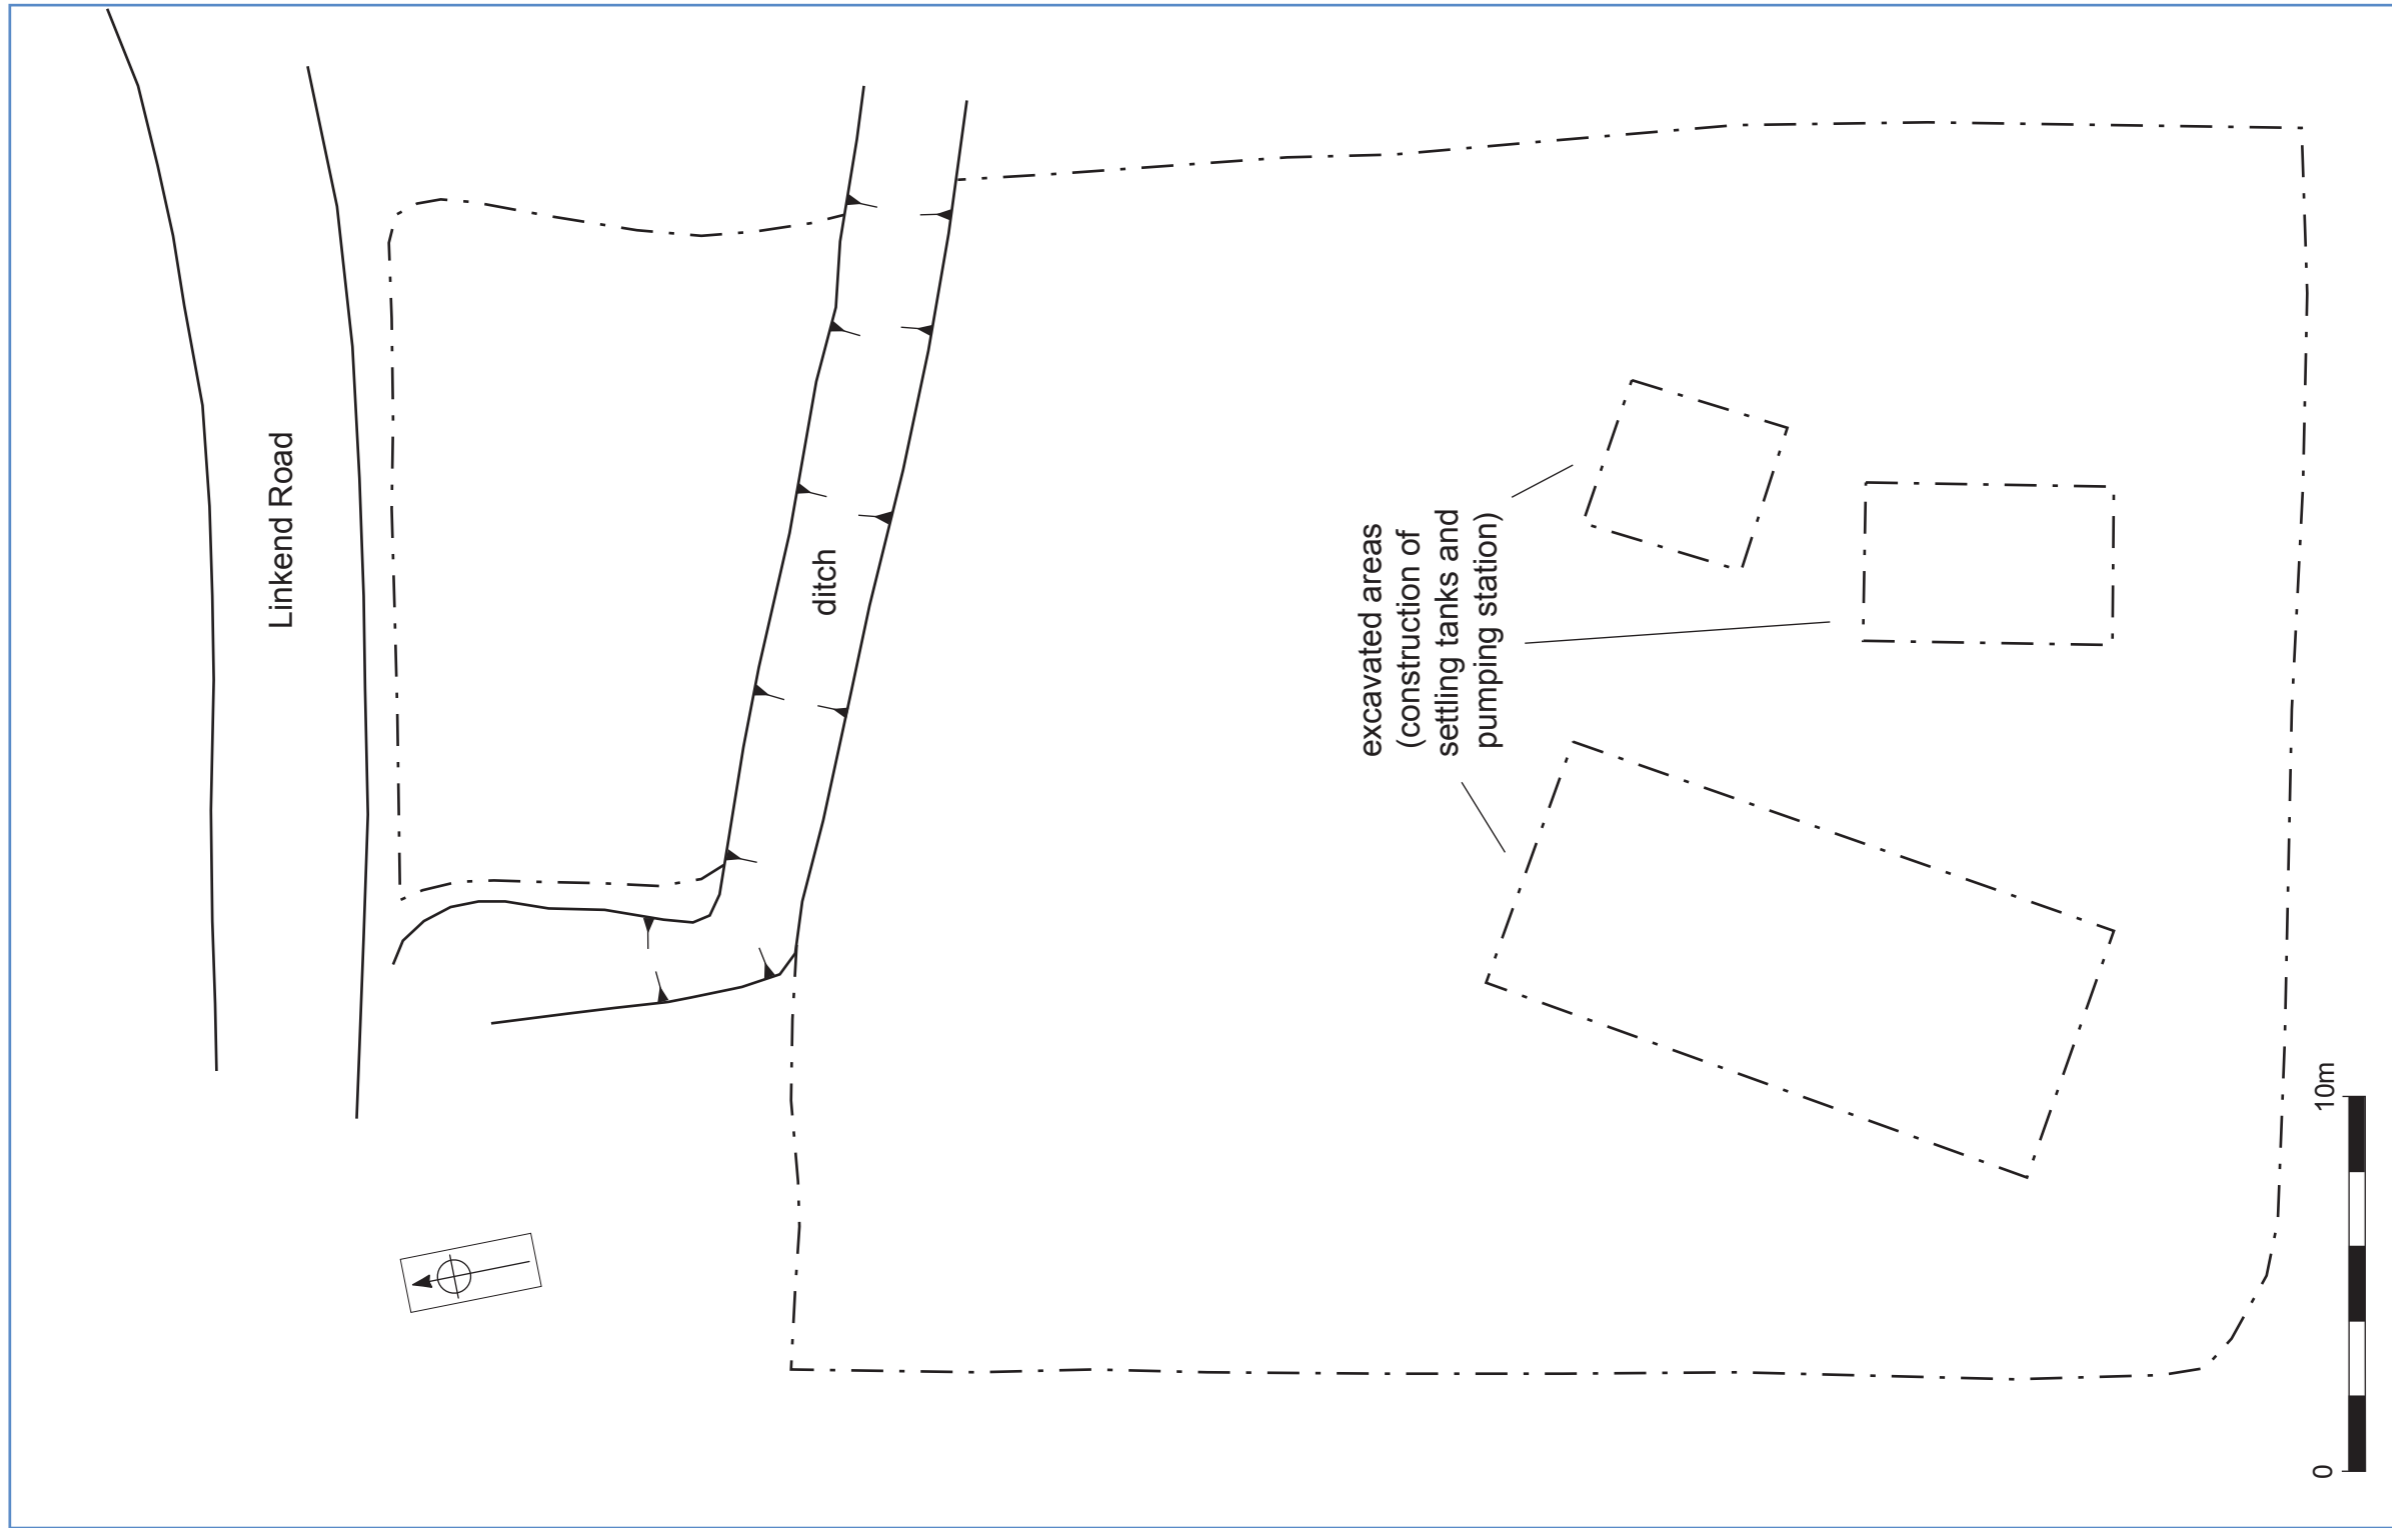 Linkend Road
ditch
excavated areas
(construction of
settling tanks and
pumping station)
0
10m